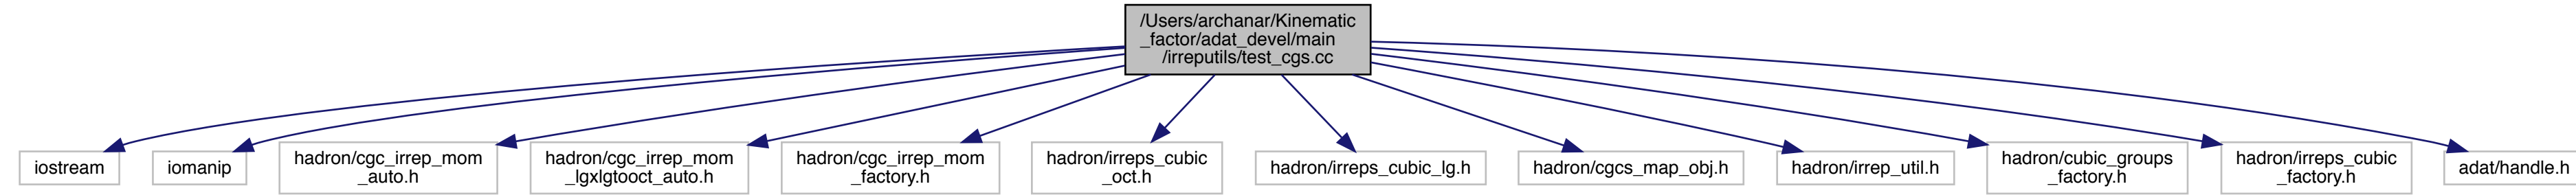 /Users/archanar/Kinematic
_factor/adat_devel/main
/irreputils/test_cgs.cc
iostream
iomanip
hadron/cgc_irrep_mom
_auto.h
hadron/cgc_irrep_mom
_lgxlgtooct_auto.h
hadron/cgc_irrep_mom
_factory.h
hadron/irreps_cubic
_oct.h
hadron/irreps_cubic_lg.h
hadron/cgcs_map_obj.h
hadron/irrep_util.h
hadron/cubic_groups
_factory.h
hadron/irreps_cubic
_factory.h
adat/handle.h